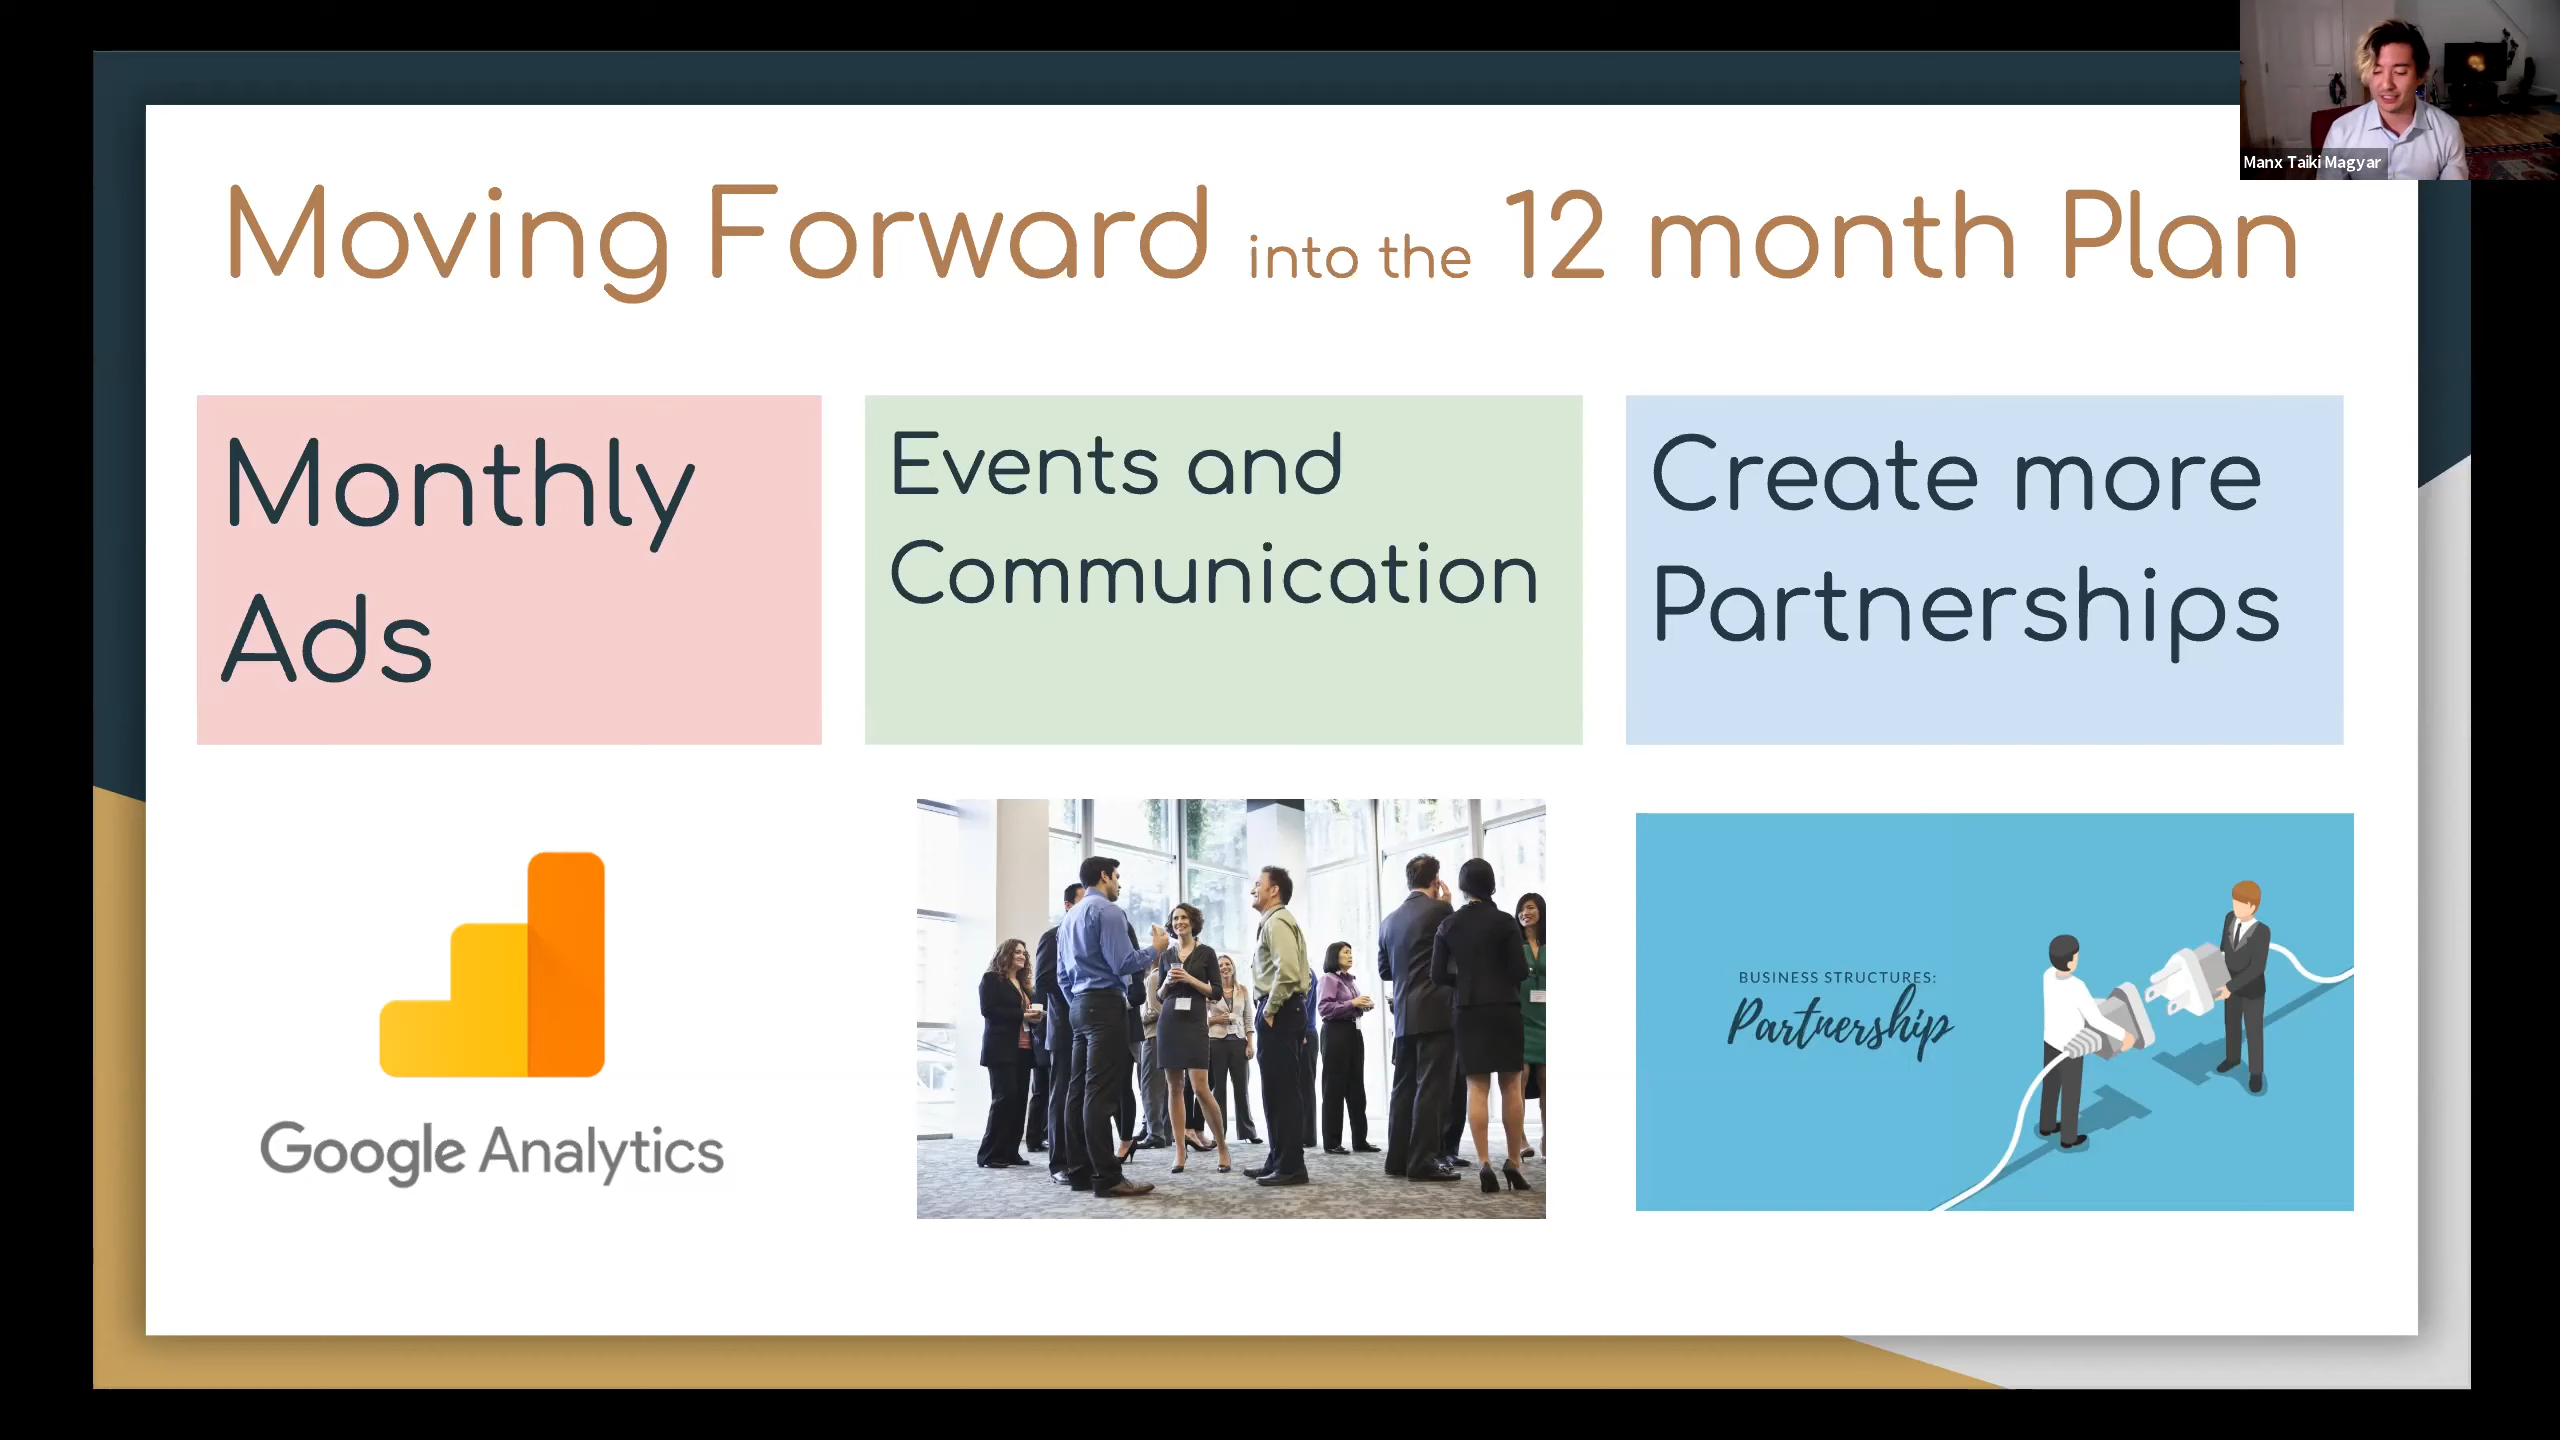 Manx Taiki Magyar
Moving Forward into the 12 month Plan
Monthly
Ads
Events and
Communication
Create more
Partnerships
Google Analytics
BUSINESS STRUCTURES:
Partnership